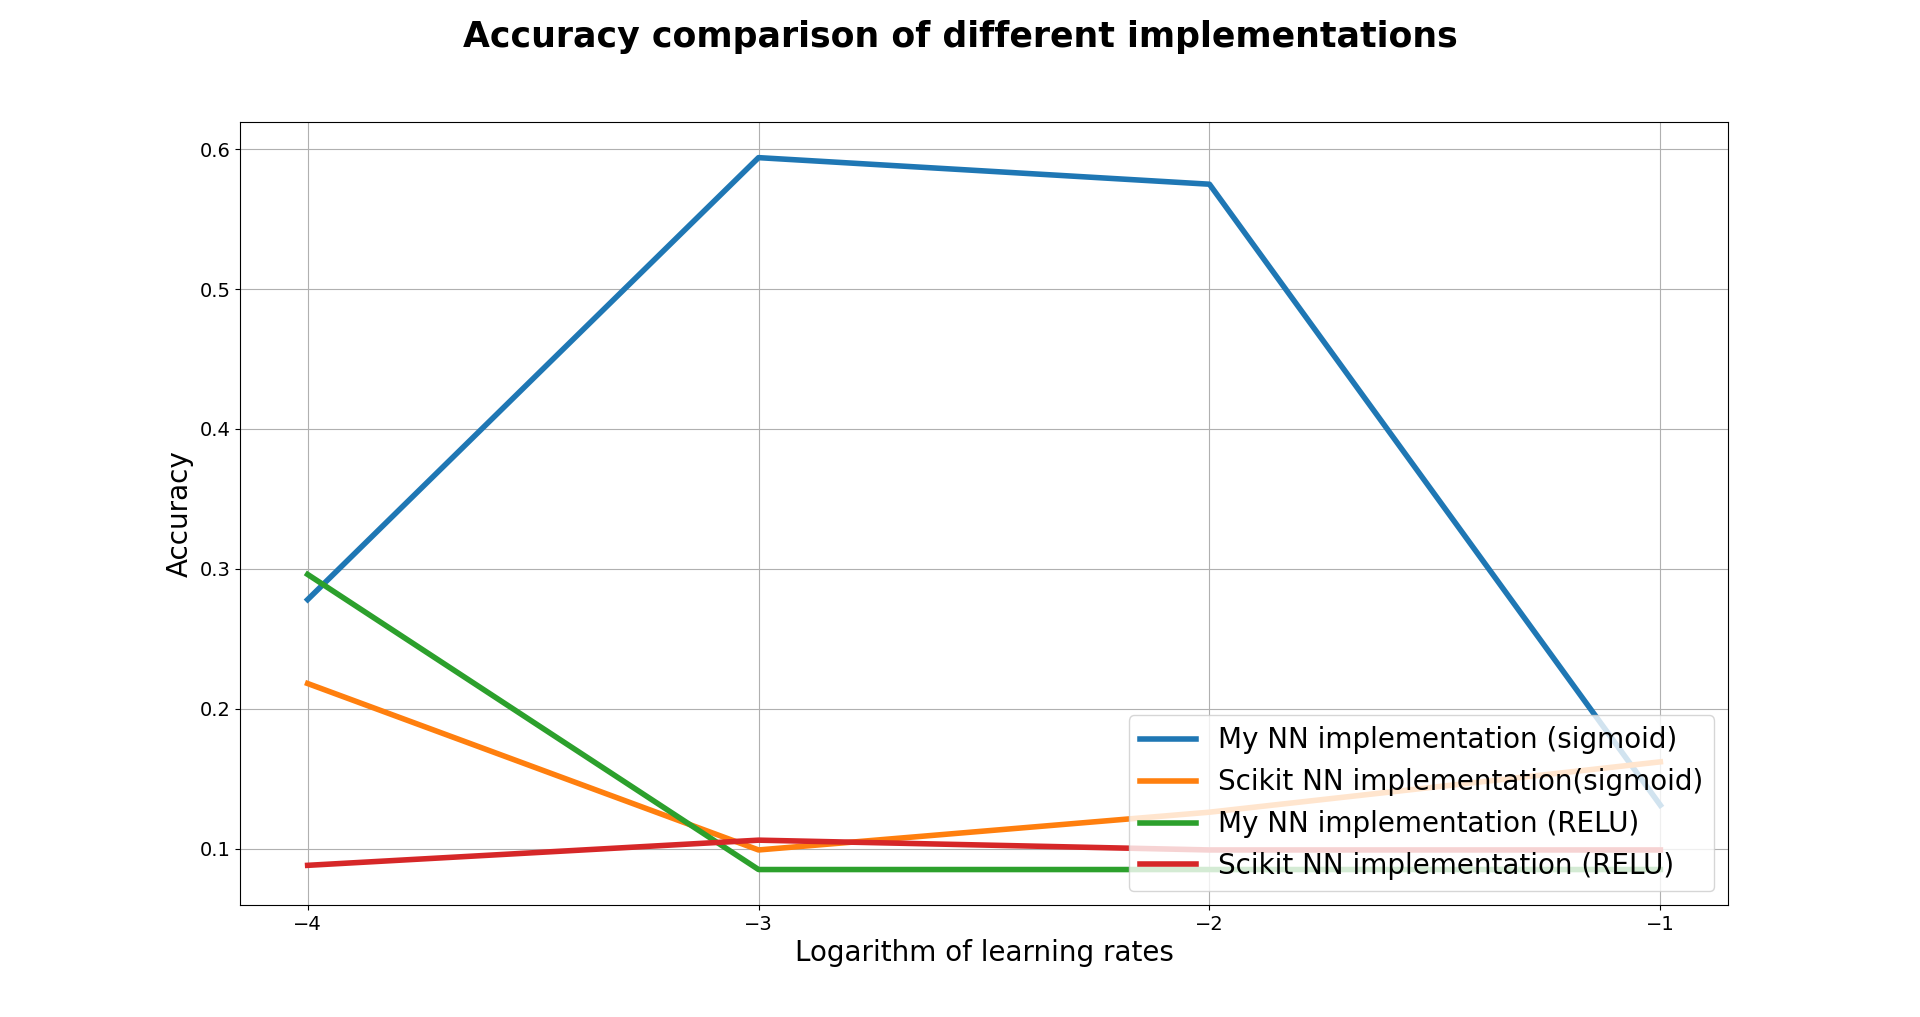 Accuracy comparison of different implementations
0.6
0.5
0.4
0.3
0.2
0.1
Accuracy
My NN implementation (sigmoid)
Scikit NN implementation(sigmoid)
My NN implementation (RELU)
Scikit NN implementation (RELU)
−4
−3
−2
−1
Logarithm of learning rates